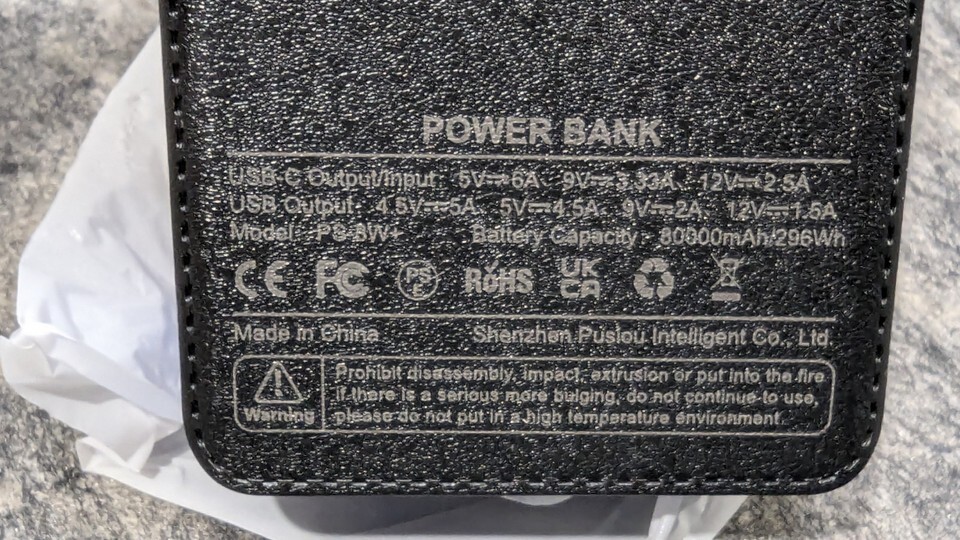 POWER BANK
USB-C Output/Input: 5V⎓6A、9V⎓3.33A、12V⎓2.5A
USB Output: 4.5V⎓5A、5V⎓4.5A、9V⎓2A、12V⎓1.5A
Model: PS-8W+ Battery Capacity: 80000mAh/296Wh
CE FC PS E RoHS UK CA
Made in China Shenzhen Puslou Intelligent Co., Ltd.
Prohibit disassembly, impact, extrusion or put into the fire
if there is a serious more bulging, do not continue to use,
please do not put in a high temperature environment.
Warning